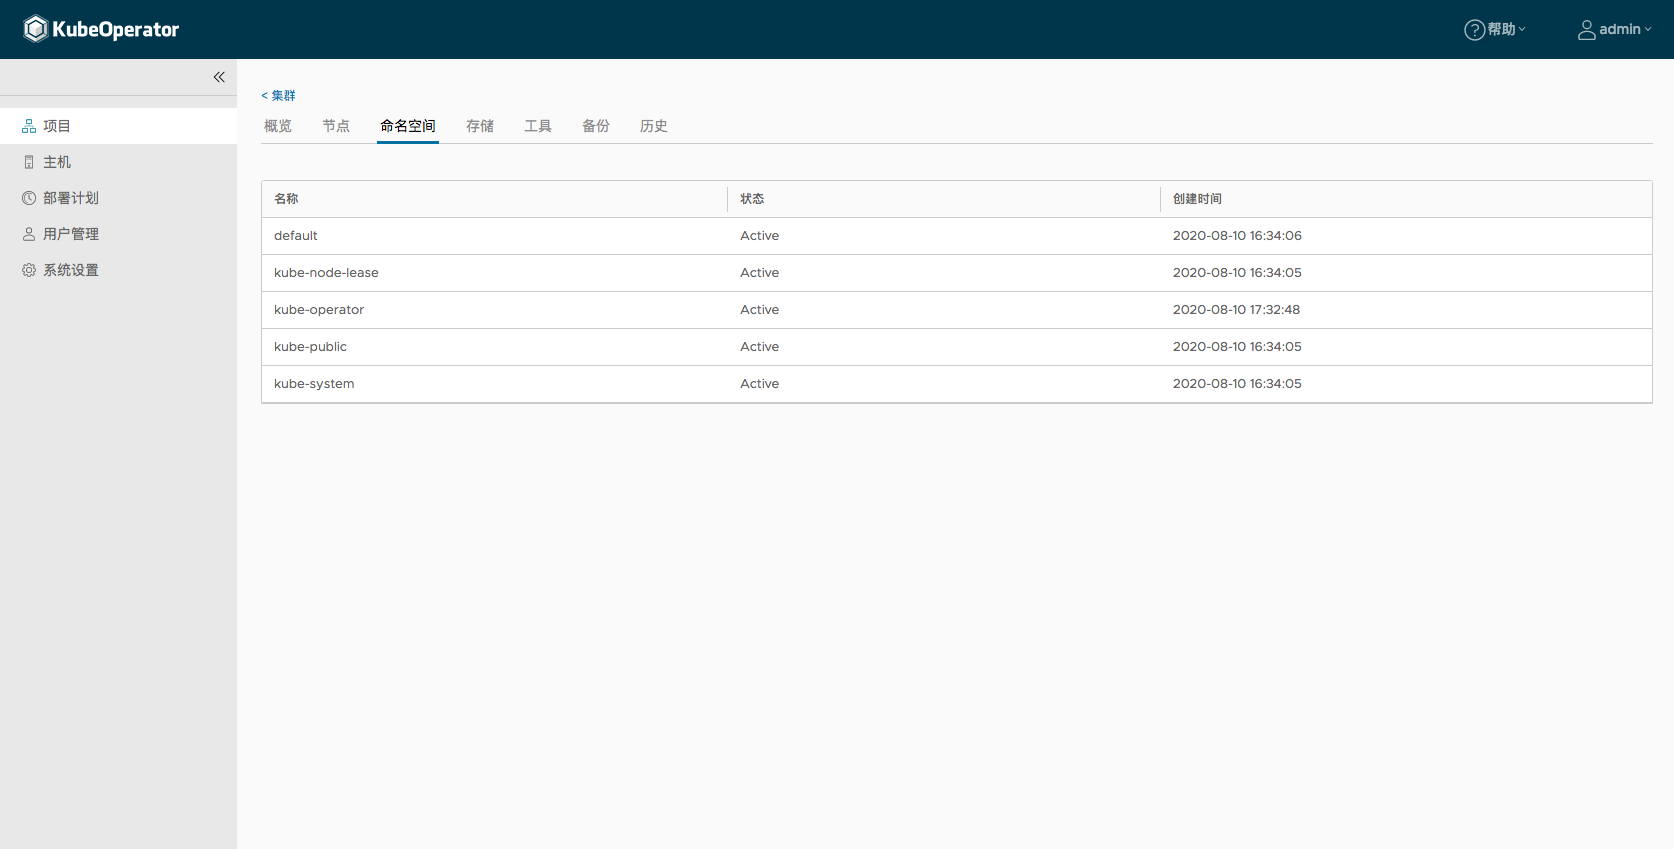 KubeOperator
帮助
admin
项目
主机
部署计划
用户管理
系统设置
< 集群
概览 节点 命名空间 存储 工具 备份 历史
名称 状态 创建时间
default Active 2020-08-10 16:34:06
kube-node-lease Active 2020-08-10 16:34:05
kube-operator Active 2020-08-10 17:32:48
kube-public Active 2020-08-10 16:34:05
kube-system Active 2020-08-10 16:34:05